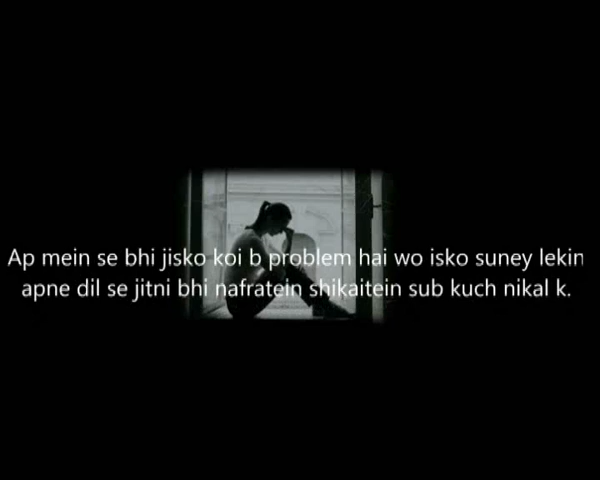 Ap mein se bhi jisko koi b problem hai wo isko suney lekin
apne dil se jitni bhi nafratein shikaitein sub kuch nikal k.